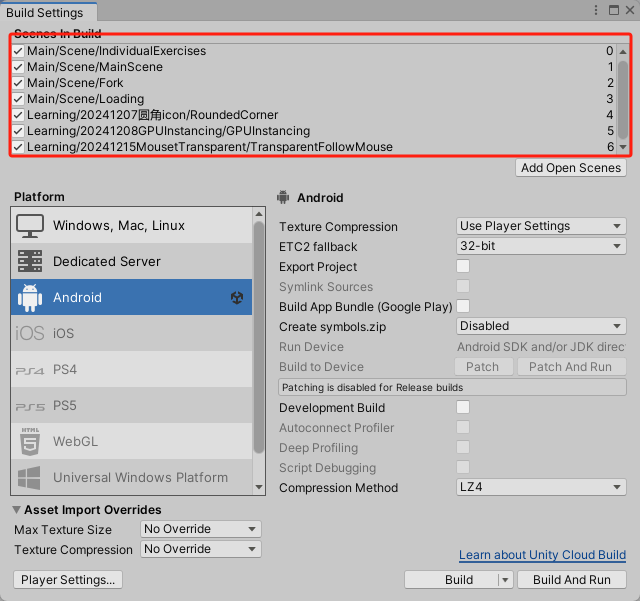 Build Settings
Scenes In Build
Main/Scene/IndividualExercises 0
Main/Scene/MainScene 1
Main/Scene/Fork 2
Main/Scene/Loading 3
Learning/20241207圆角icon/RoundedCorner 4
Learning/20241208GPUInstancing/GPUInstancing 5
Learning/20241215MousetTransparent/TransparentFollowMouse 6
Add Open Scenes
Platform
Windows, Mac, Linux
Dedicated Server
Android
iOS iOS
PS4 PS4
PS5 PS5
HTML 5 WebGL
Universal Windows Platform
Android
Texture Compression Use Player Settings
ETC2 fallback 32-bit
Export Project
Symlink Sources
Build App Bundle (Google Play)
Create symbols.zip Disabled
Run Device Android SDK and/or JDK direct
Build to Device Patch Patch And Run
Patching is disabled for Release builds
Development Build
Autoconnect Profiler
Deep Profiling
Script Debugging
Compression Method LZ4
Asset Import Overrides
Max Texture Size No Override
Texture Compression No Override
Learn about Unity Cloud Build
Player Settings... Build Build And Run